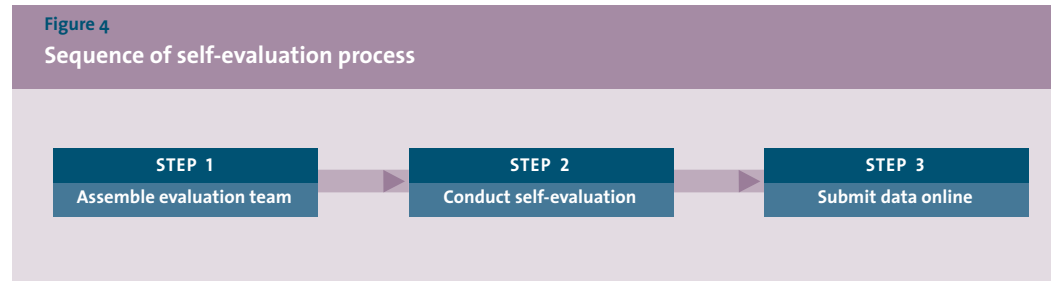 Figure 4
Sequence of self-evaluation process
STEP 1
Assemble evaluation team
STEP 2
Conduct self-evaluation
STEP 3
Submit data online